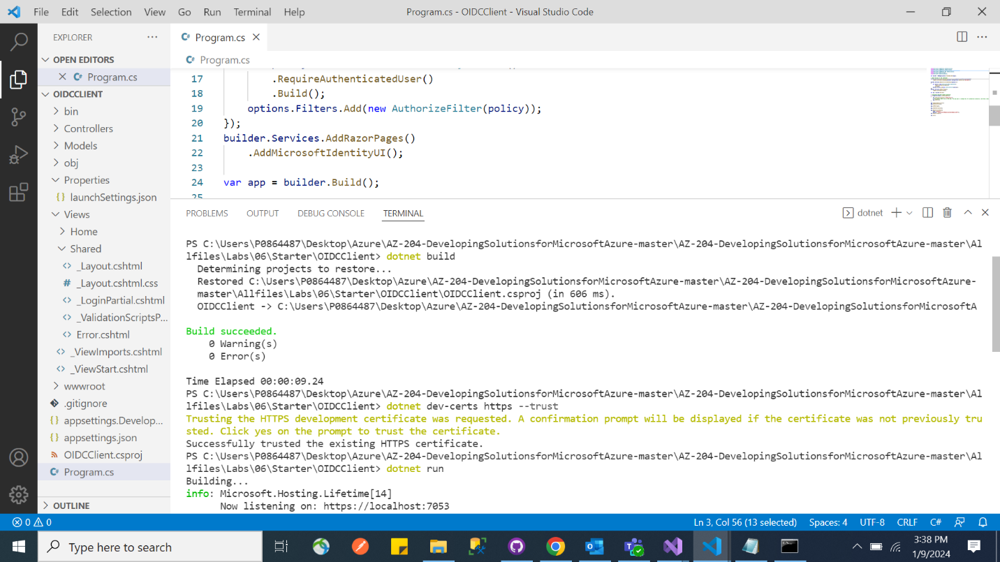 File Edit Selection View Go Run Terminal Help Program.cs - OIDCClient - Visual Studio Code
EXPLORER
OPEN EDITORS
Program.cs
OIDCCLIENT
bin
Controllers
Models
obj
Properties
{} launchSettings.json
Views
Home
Shared
<> _Layout.cshtml
# _Layout.cshtml.css
<> _LoginPartial.cshtml
<> _ValidationScriptsP...
<> Error.cshtml
<> _ViewImports.cshtml
<> _ViewStart.cshtml
wwwroot
.gitignore
{} appsettings.Develop...
{} appsettings.json
OIDCClient.csproj
C# Program.cs
OUTLINE
C# Program.cs
C# Program.cs
17 .RequireAuthenticatedUser()
18 .Build();
19 options.Filters.Add(new AuthorizeFilter(policy));
20 });
21 builder.Services.AddRazorPages()
22 .AddMicrosoftIdentityUI();
23
24 var app = builder.Build();
25
PROBLEMS OUTPUT DEBUG CONSOLE TERMINAL
dotnet
PS C:\Users\P0864487\Desktop\Azure\AZ-204-DevelopingSolutionsforMicrosoftAzure-master\AZ-204-DevelopingSolutionsforMicrosoftAzure-master\Al
lfiles\Labs\06\Starter\OIDCClient> dotnet build
Determining projects to restore...
Restored C:\Users\P0864487\Desktop\Azure\AZ-204-DevelopingSolutionsforMicrosoftAzure-master\AZ-204-DevelopingSolutionsforMicrosoftAzure-
master\Allfiles\Labs\06\Starter\OIDCClient\OIDCClient.csproj (in 606 ms).
OIDCClient -> C:\Users\P0864487\Desktop\Azure\AZ-204-DevelopingSolutionsforMicrosoftAzure-master\AZ-204-DevelopingSolutionsforMicrosoftA
Build succeeded.
0 Warning(s)
0 Error(s)
Time Elapsed 00:00:09.24
PS C:\Users\P0864487\Desktop\Azure\AZ-204-DevelopingSolutionsforMicrosoftAzure-master\AZ-204-DevelopingSolutionsforMicrosoftAzure-master\Al
lfiles\Labs\06\Starter\OIDCClient> dotnet dev-certs https --trust
Trusting the HTTPS development certificate was requested. A confirmation prompt will be displayed if the certificate was not previously tru
sted. Click yes on the prompt to trust the certificate.
Successfully trusted the existing HTTPS certificate.
PS C:\Users\P0864487\Desktop\Azure\AZ-204-DevelopingSolutionsforMicrosoftAzure-master\AZ-204-DevelopingSolutionsforMicrosoftAzure-master\Al
lfiles\Labs\06\Starter\OIDCClient> dotnet run
Building...
info: Microsoft.Hosting.Lifetime[14]
Now listening on: https://localhost:7053
0 0 Ln 3, Col 56 (13 selected) Spaces: 4 UTF-8 CRLF C#
Type here to search
3:38 PM
1/9/2024